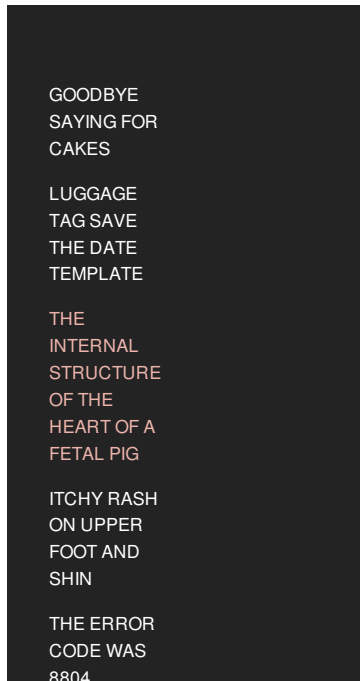 GOODBYE
SAYING FOR
CAKES
LUGGAGE
TAG SAVE
THE DATE
TEMPLATE
THE
INTERNAL
STRUCTURE
OF THE
HEART OF A
FETAL PIG
ITCHY RASH
ON UPPER
FOOT AND
SHIN
THE ERROR
CODE WAS
8804